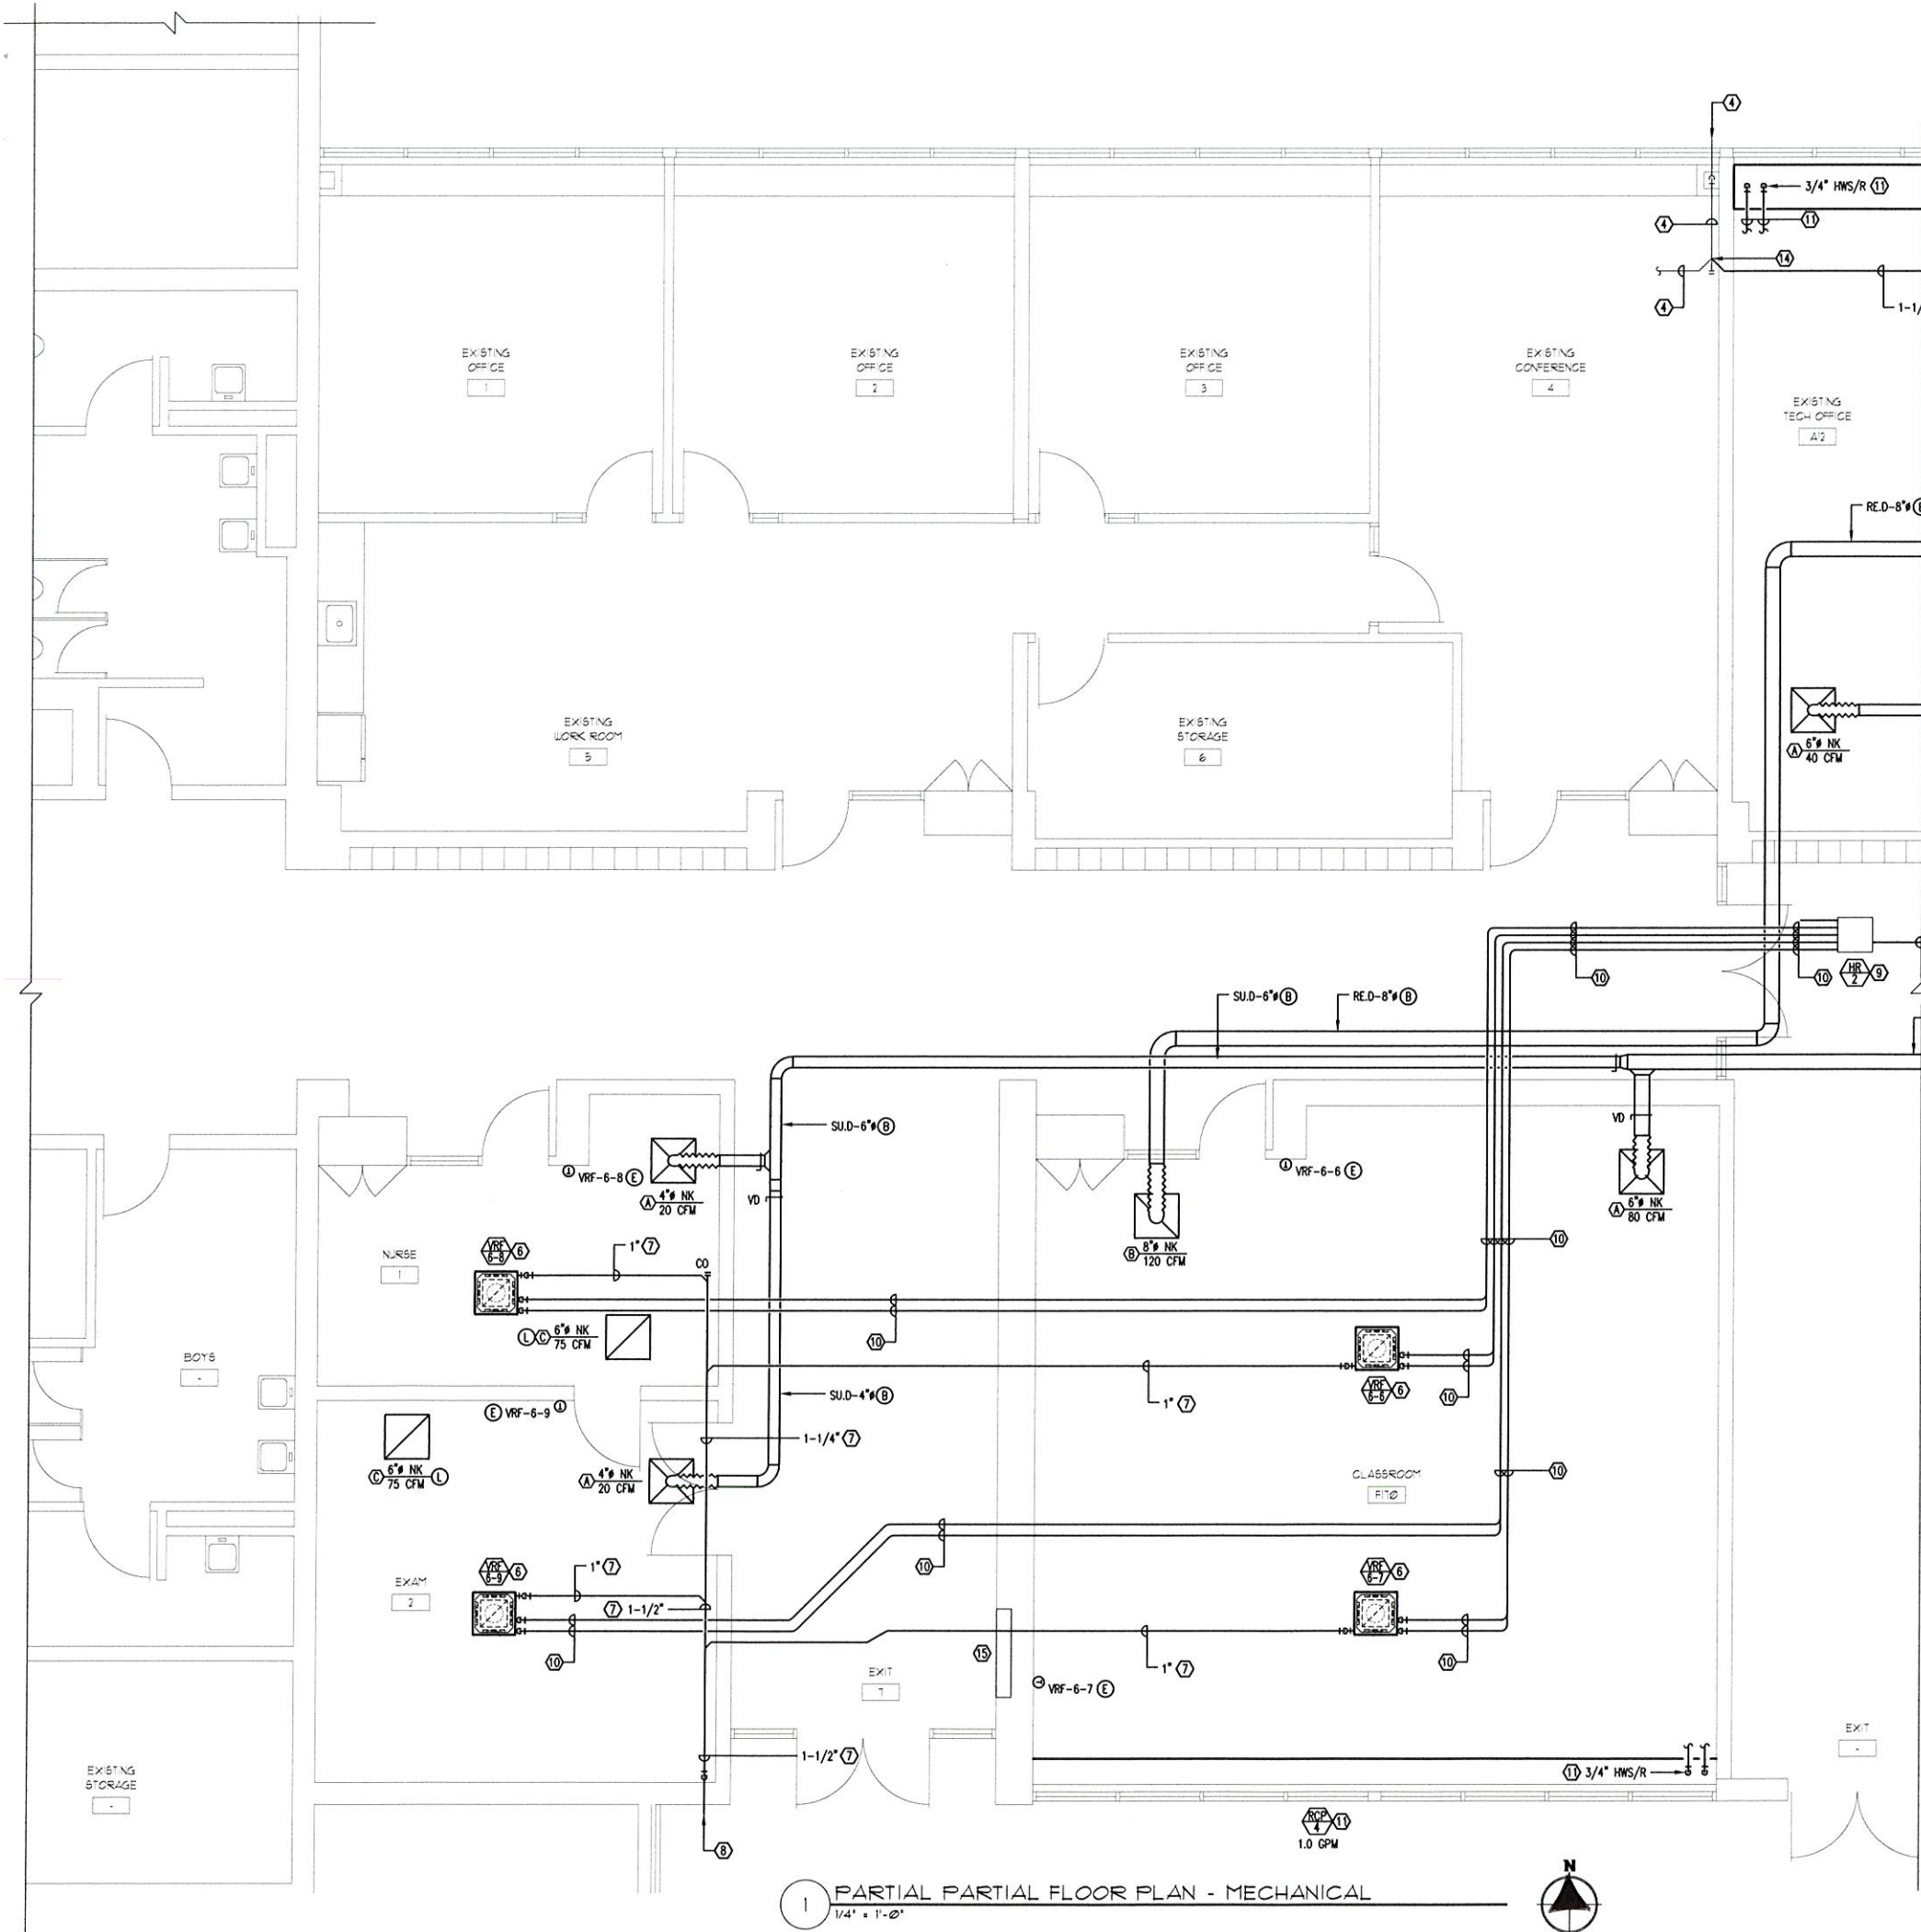 4
3/4" HWS/R 11
4
11
14
4
1-1/
EXISTING
OFFICE
1
EXISTING
OFFICE
2
EXISTING
OFFICE
3
EXISTING
CONFERENCE
4
EXISTING
TECH OFFICE
A12
RE.D-8"ø
EXISTING
WORK ROOM
5
EXISTING
STORAGE
6
A 6"ø NK
40 CFM
10
10
HR
2
9
SU.D-6"ø B
RE.D-8"ø B
SU.D-6"ø B
VRF-6-8 E
A 4"ø NK
20 CFM
VD
VRF-6-6 E
VD
A 6"ø NK
80 CFM
B 8"ø NK
120 CFM
10
NURSE
1
VRF
6-8
6
1" 7
CO
L C 6"ø NK
75 CFM
10
VRF
6-6
6
10
BOYS
-
SU.D-4"ø B
1" 7
E VRF-6-9
1-1/4" 7
C 6"ø NK
75 CFM L
A 4"ø NK
20 CFM
CLASSROOM
F170
10
EXAM
2
VRF
6-9
6
1" 7
10
VRF
6-7
6
7 1-1/2"
10
15
1" 7
10
EXIT
7
VRF-6-7 E
EXIT
-
1-1/2" 7
11 3/4" HWS/R
EXISTING
STORAGE
-
8
RCP
4
11
1.0 GPM
N
1 PARTIAL PARTIAL FLOOR PLAN - MECHANICAL
1/4" = 1'-0"